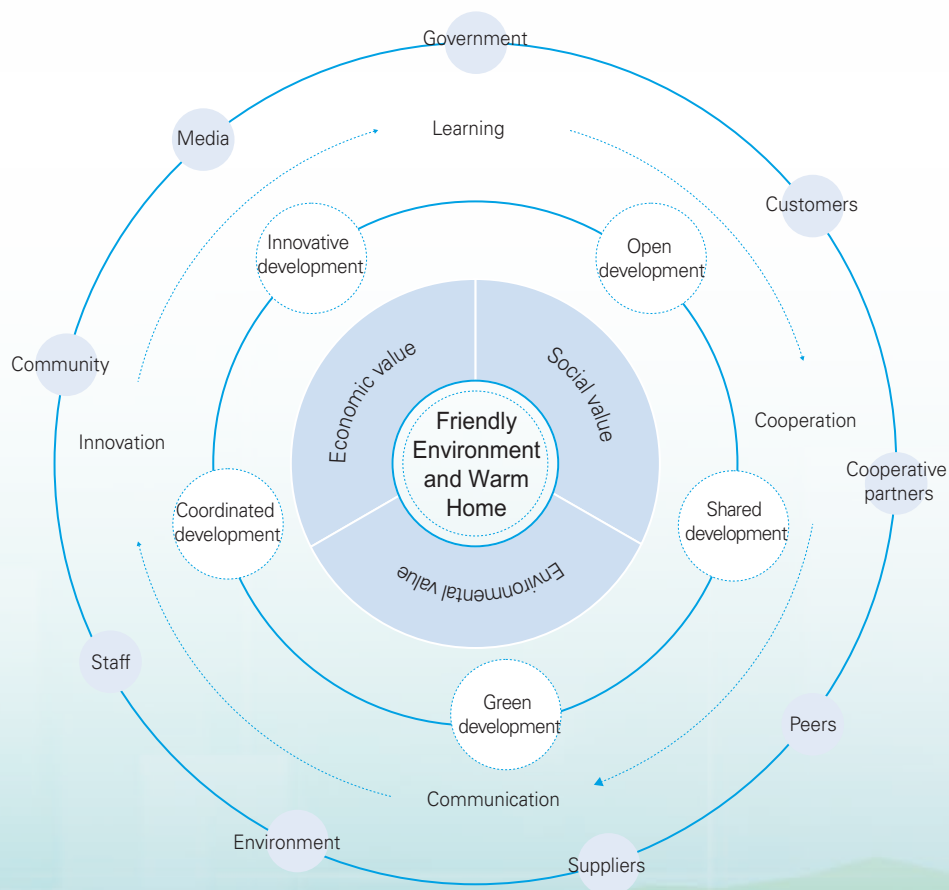 Government
Learning
Media
Customers
Innovative
development
Open
development
Economic value
Social value
Community
Innovation
Friendly
Environment
and Warm
Home
Cooperation
Cooperative
partners
Coordinated
development
Shared
development
Environmental value
Staff
Green
development
Peers
Communication
Environment
Suppliers